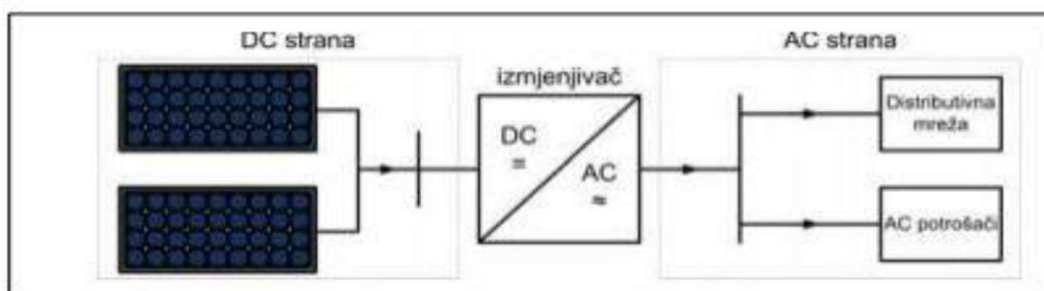 DC strana
AC strana
izmjenjivač
DC
=
AC
≈
Distributivna
mreža
AC potrošači